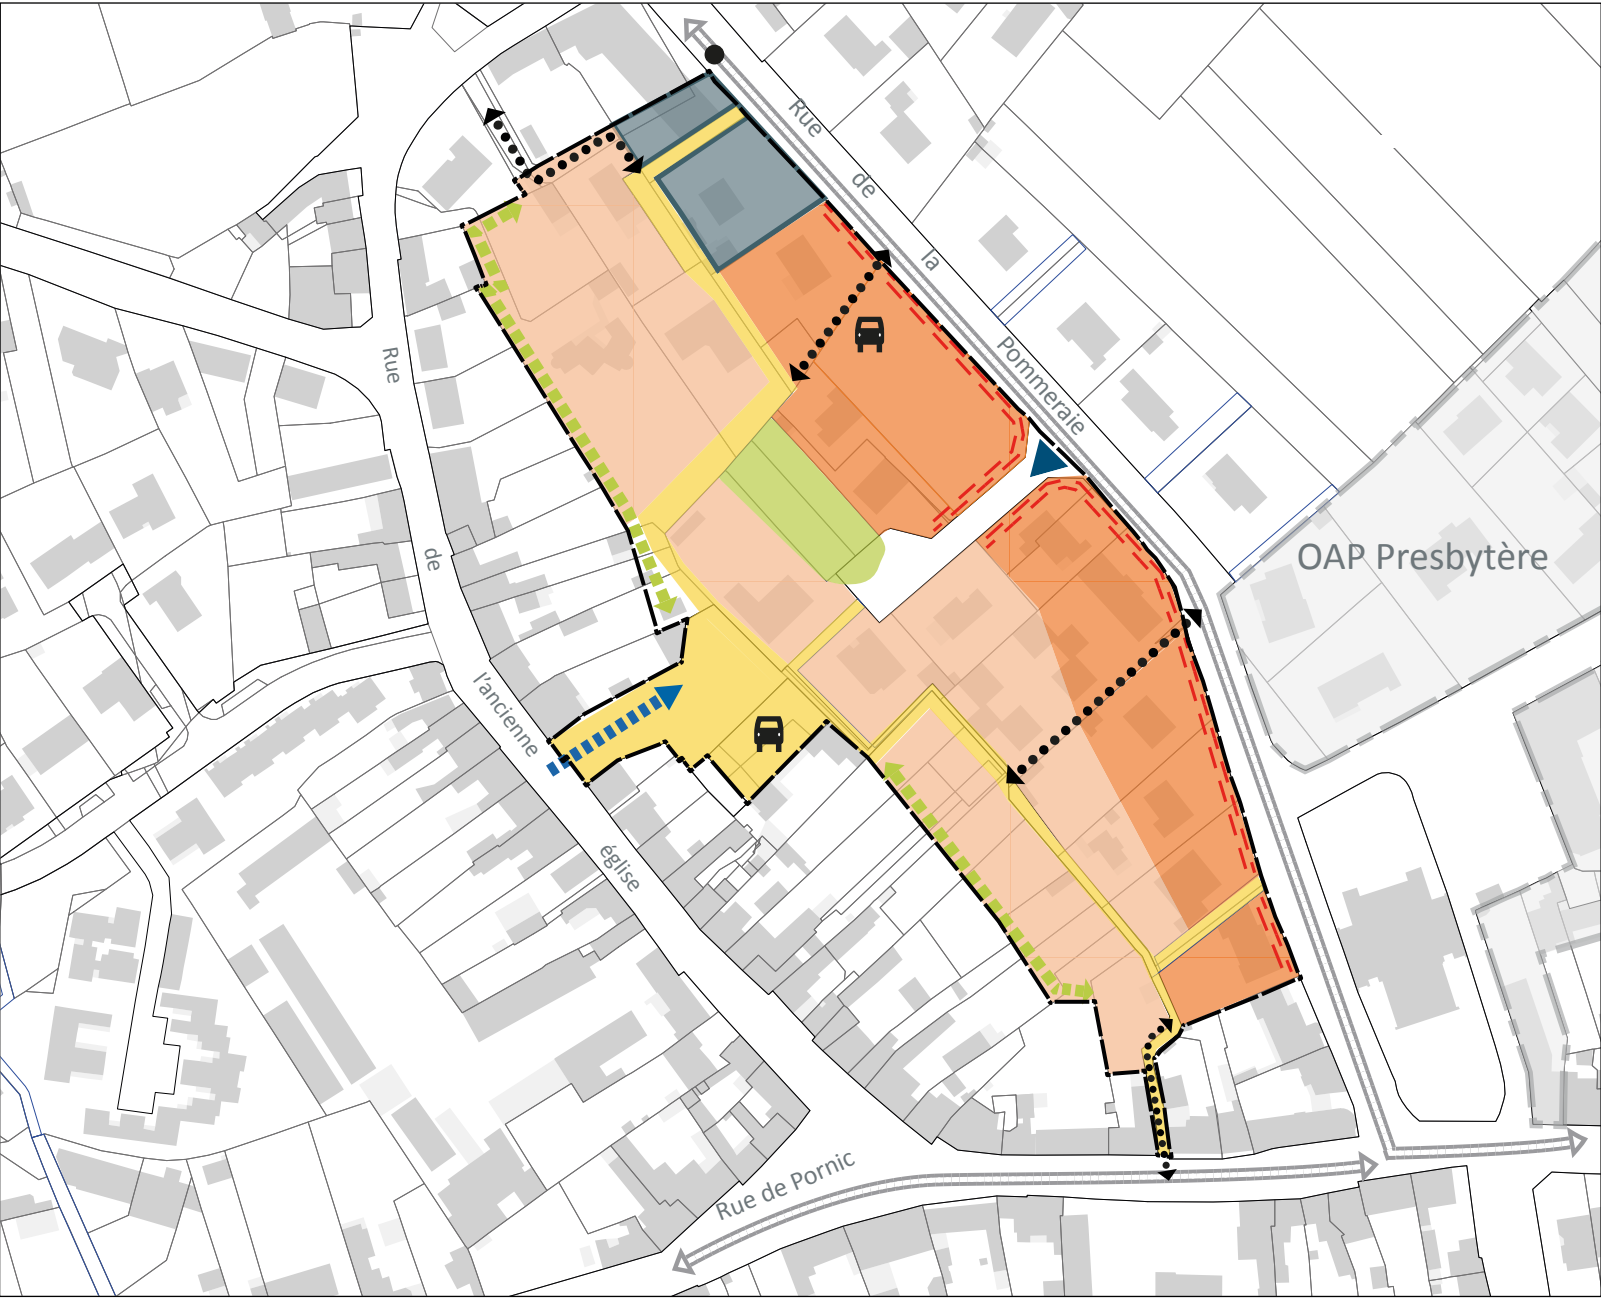 Rue
de
la
Pommeraie
Rue
de
l'ancienne
église
OAP Presbytère
Rue de Pornic